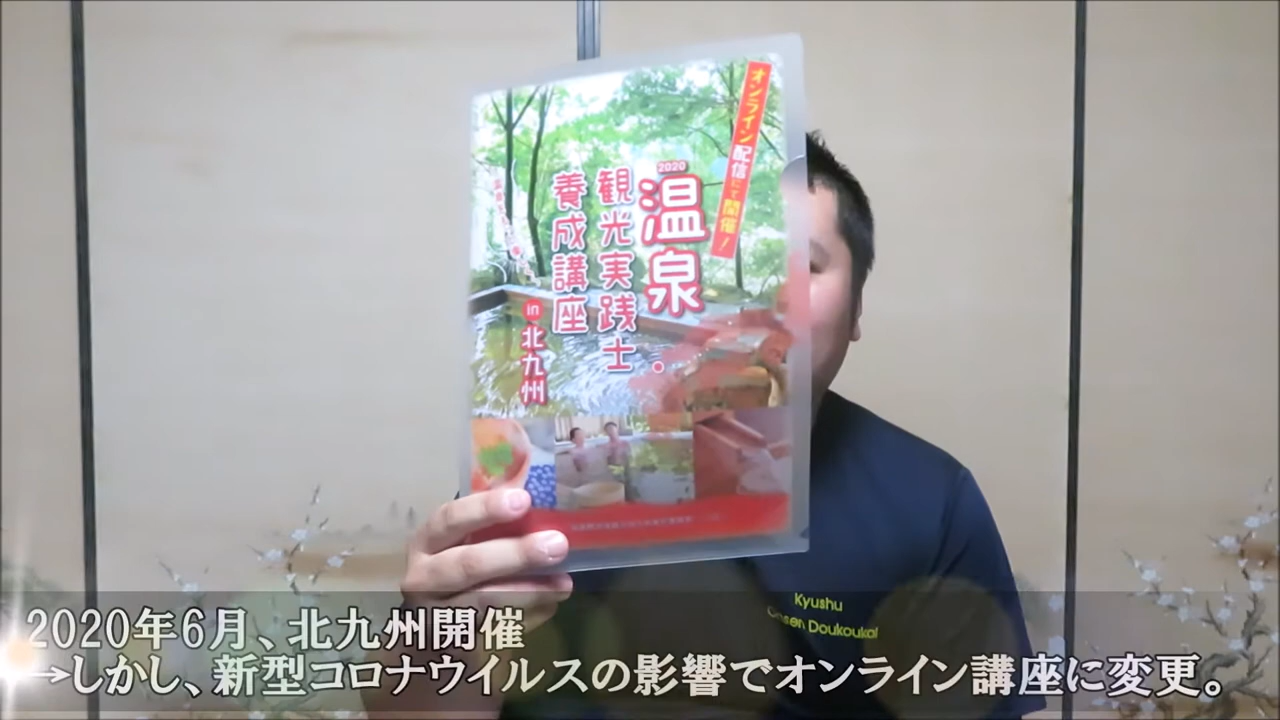 オンライン配信にて開催！
2020
温泉
観光実践士
養成講座
in
北九州
Kyushu
Onsen Doukoukai
2020年6月、北九州開催
→しかし、新型コロナウイルスの影響でオンライン講座に変更。